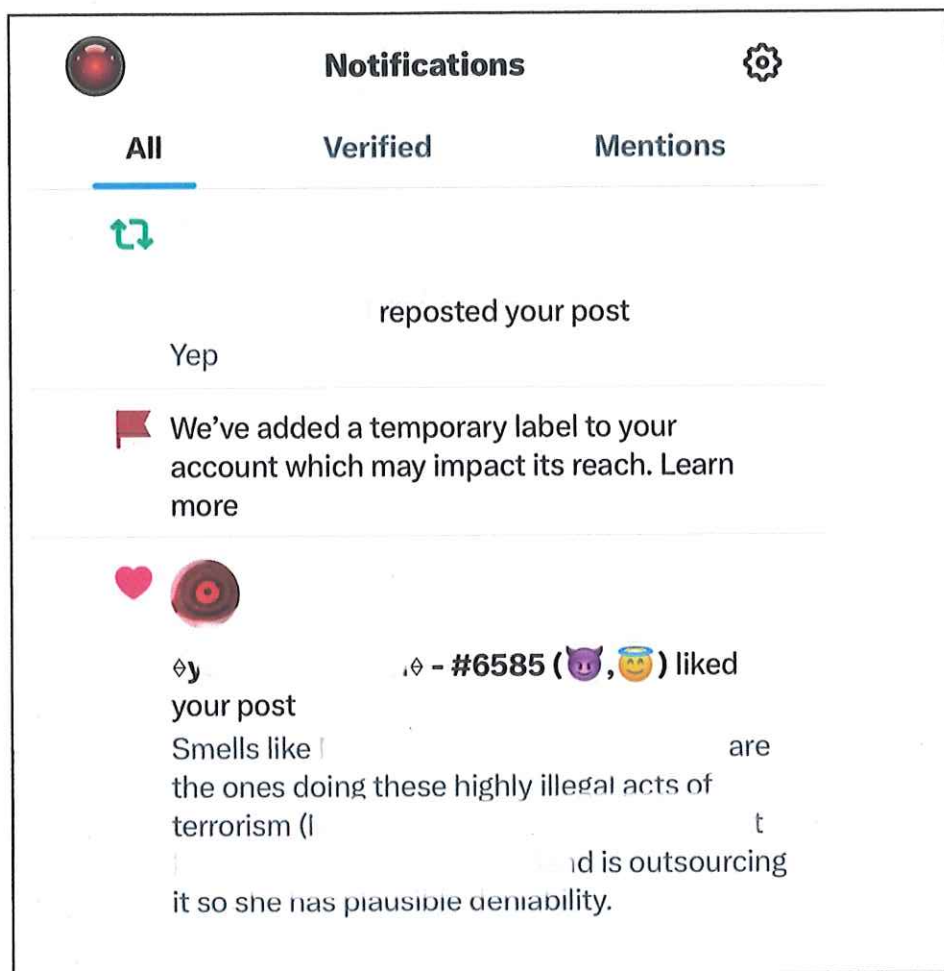 Notifications
All Verified Mentions
reposted your post
Yep
We've added a temporary label to your
account which may impact its reach. Learn
more
- #6585 (😈,😇) liked
your post
Smells like are
the ones doing these highly illegal acts of
terrorism (
is outsourcing
it so she has plausible deniability.